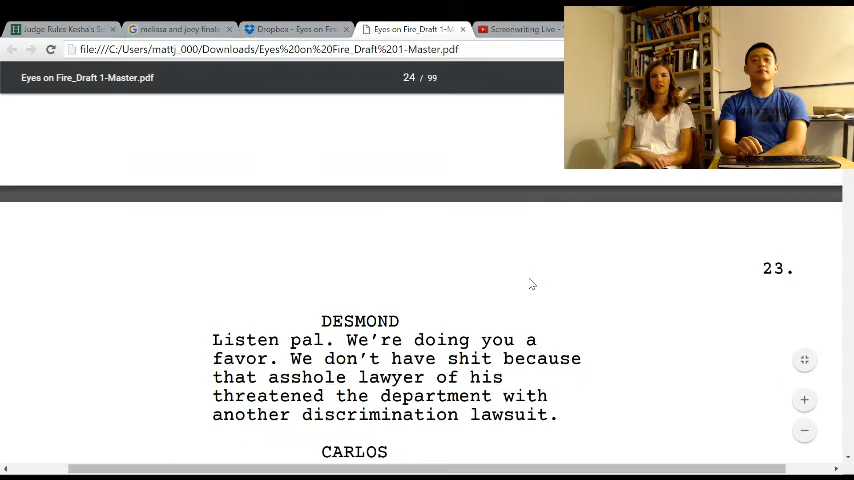 Judge Rules Kesha's Se
melissa and joey finale
Dropbox - Eyes on Fire
Eyes on Fire_Draft 1-M
Screenwriting Live -
file:///C:/Users/mattj_000/Downloads/Eyes%20on%20Fire_Draft%201-Master.pdf
Eyes on Fire_Draft 1-Master.pdf
24 / 99
23.
DESMOND
Listen pal. We're doing you a
favor. We don't have shit because
that asshole lawyer of his
threatened the department with
another discrimination lawsuit.
CARLOS